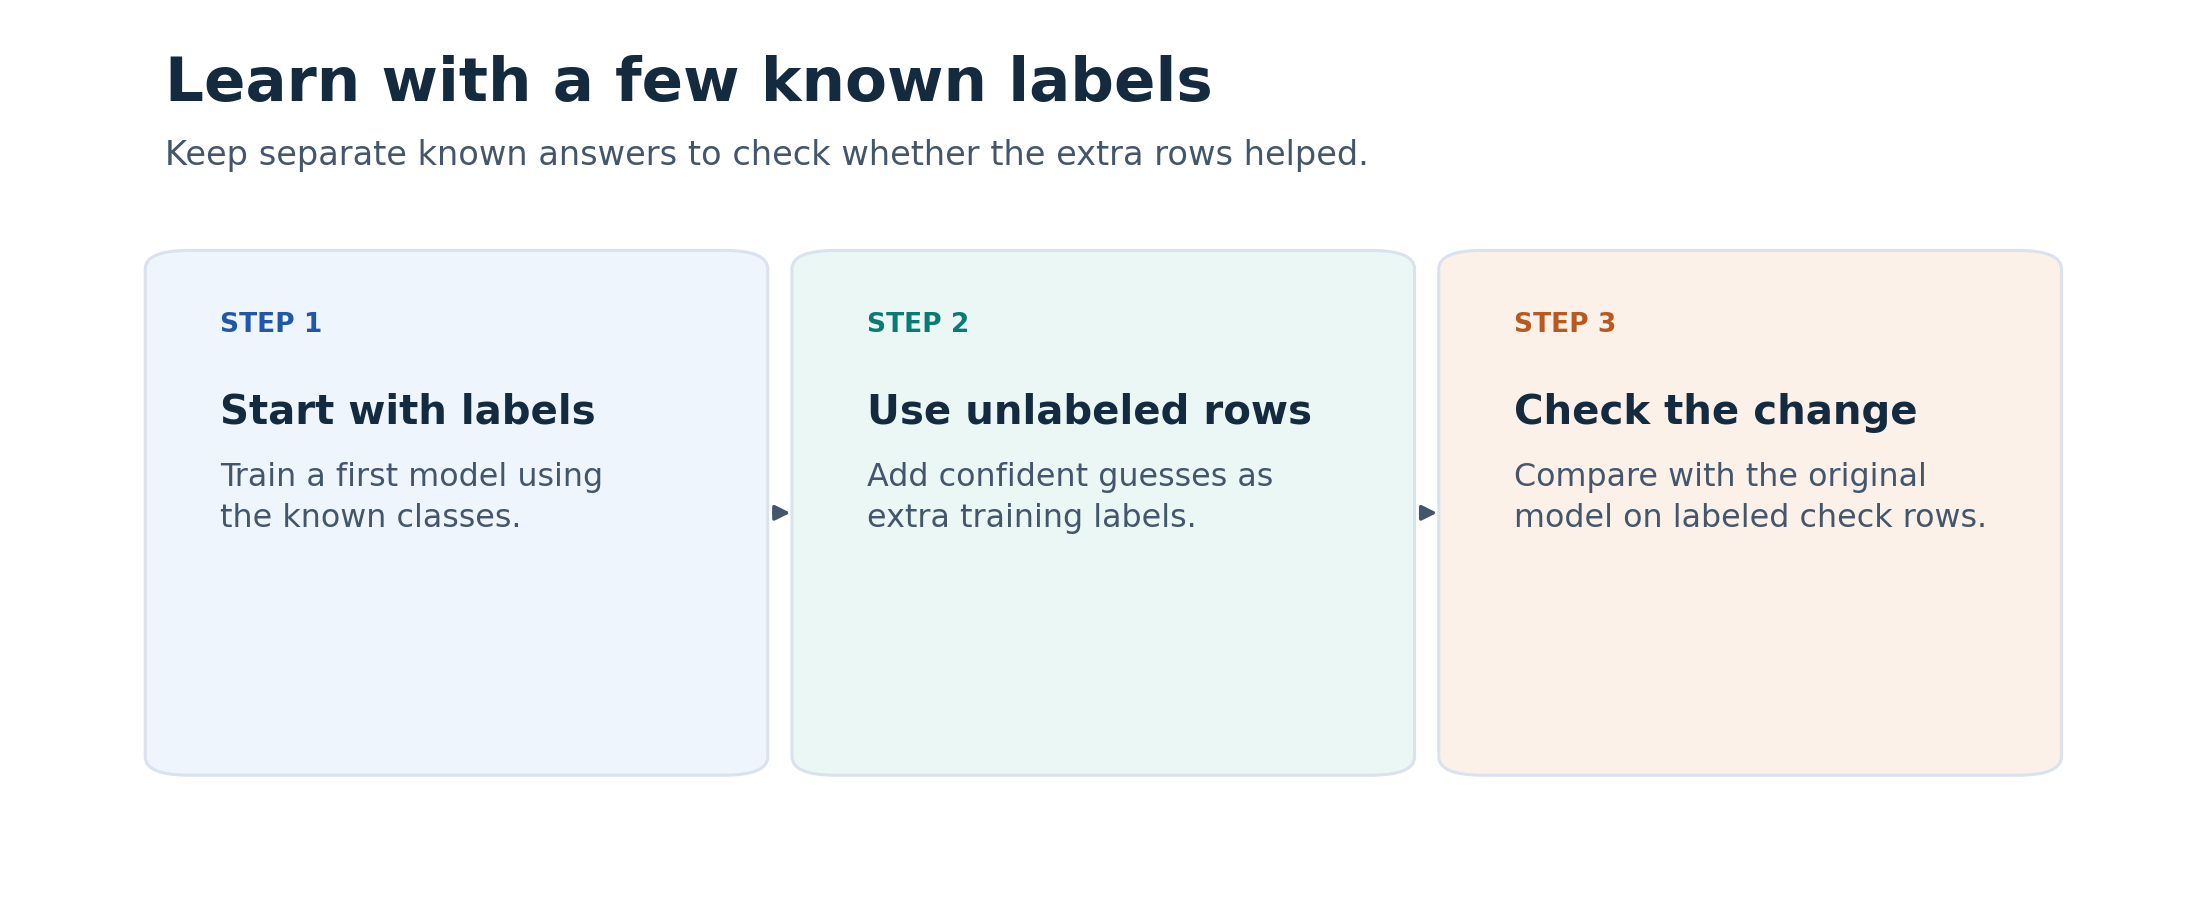 Learn with a few known labels
Keep separate known answers to check whether the extra rows helped.
STEP 1
Start with labels
Train a first model using
the known classes.
STEP 2
Use unlabeled rows
Add confident guesses as
extra training labels.
STEP 3
Check the change
Compare with the original
model on labeled check rows.